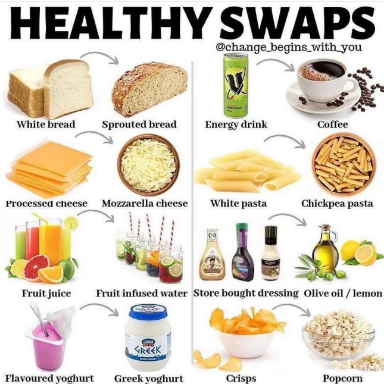 HEALTHY SWAPS
@change_begins_with_you
White bread
Sprouted bread
Energy drink
Coffee
Processed cheese
Mozzarella cheese
White pasta
Chickpea pasta
Fruit juice
Fruit infused water
Store bought dressing
Olive oil / lemon
GREEK
Flavoured yoghurt
Greek yoghurt
Crisps
Popcorn